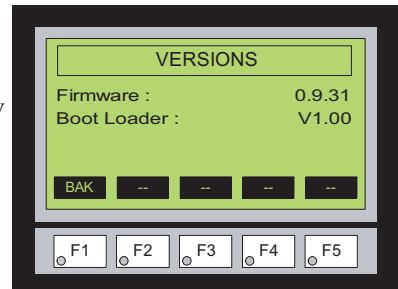 VERSIONS
Firmware : 0.9.31
Boot Loader : V1.00
BAK -- -- -- --
F1 F2 F3 F4 F5